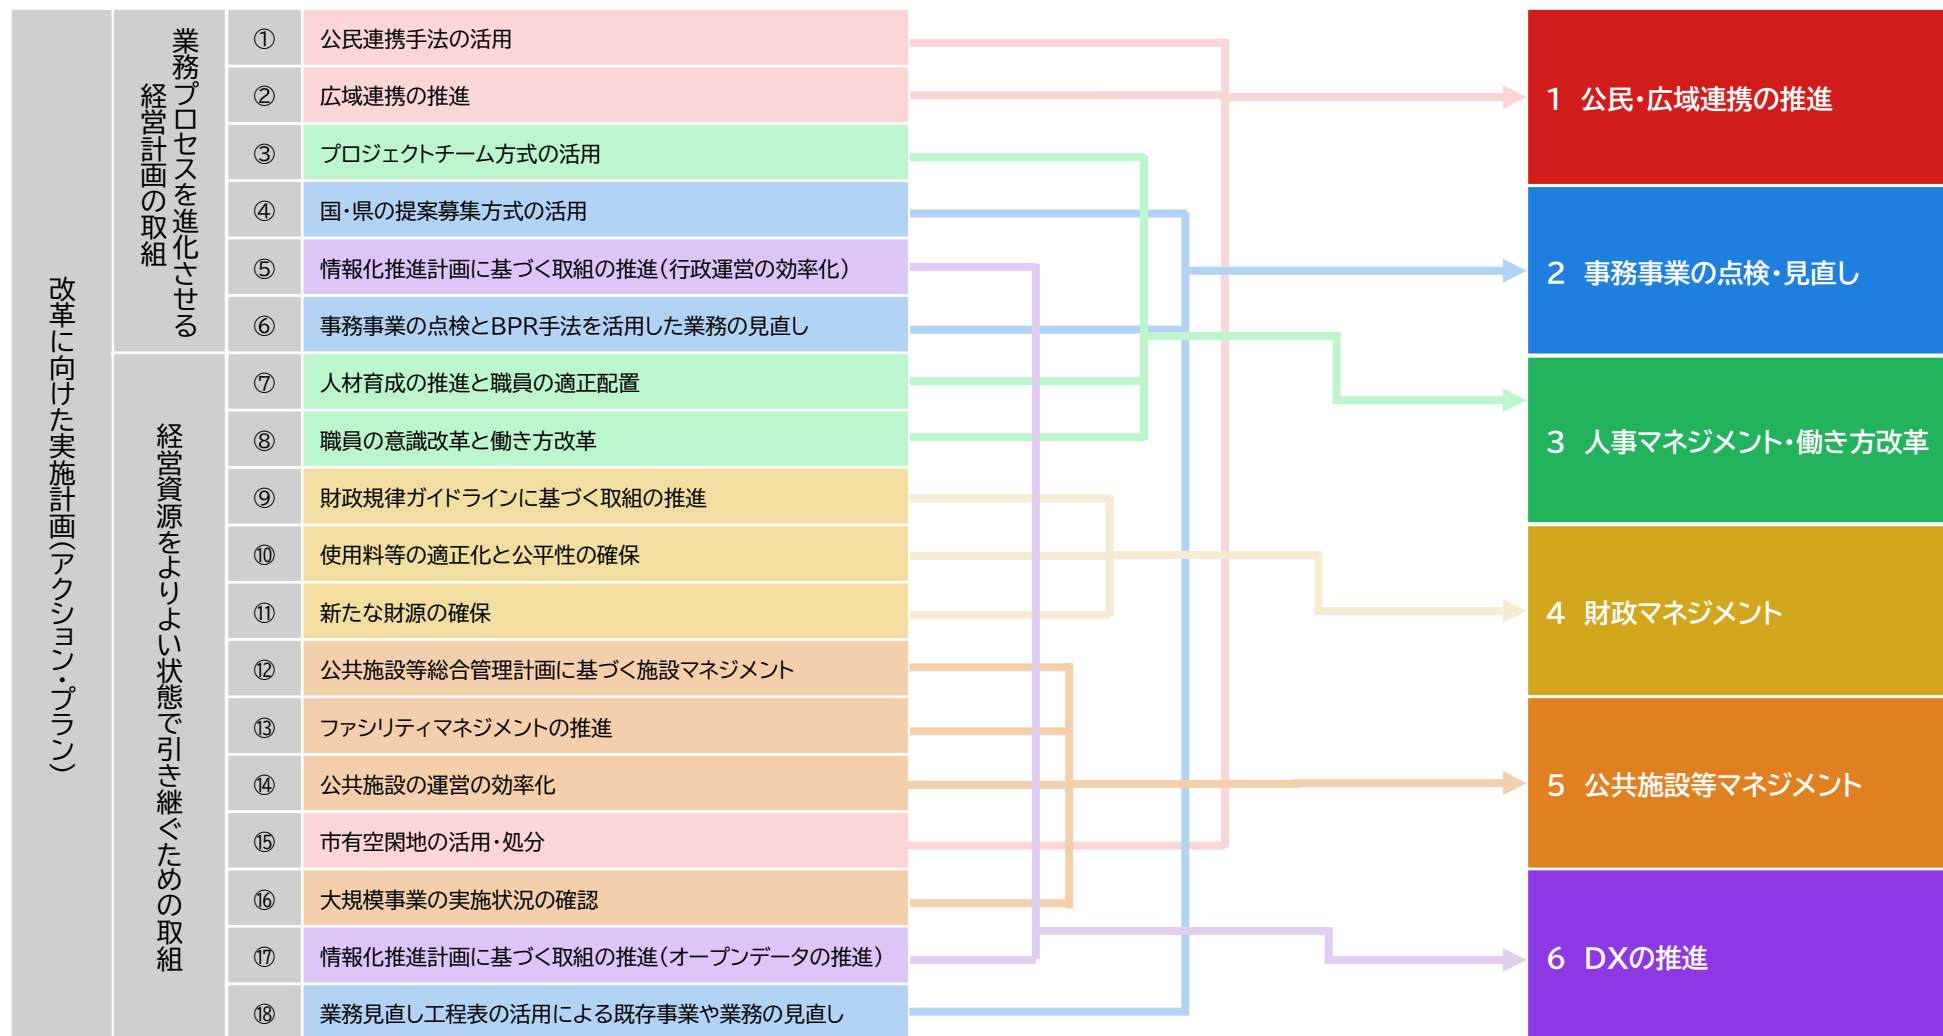 改革に向けた実施計画(アクション・プラン)
業務プロセスを進化させる
経営計画の取組
① 公民連携手法の活用
② 広域連携の推進
③ プロジェクトチーム方式の活用
④ 国・県の提案募集方式の活用
⑤ 情報化推進計画に基づく取組の推進(行政運営の効率化)
⑥ 事務事業の点検とBPR手法を活用した業務の見直し
経営資源をよりよい状態で引き継ぐための取組
⑦ 人材育成の推進と職員の適正配置
⑧ 職員の意識改革と働き方改革
⑨ 財政規律ガイドラインに基づく取組の推進
⑩ 使用料等の適正化と公平性の確保
⑪ 新たな財源の確保
⑫ 公共施設等総合管理計画に基づく施設マネジメント
⑬ ファシリティマネジメントの推進
⑭ 公共施設の運営の効率化
⑮ 市有空閑地の活用・処分
⑯ 大規模事業の実施状況の確認
⑰ 情報化推進計画に基づく取組の推進(オープンデータの推進)
⑱ 業務見直し工程表の活用による既存事業や業務の見直し
1 公民・広域連携の推進
2 事務事業の点検・見直し
3 人事マネジメント・働き方改革
4 財政マネジメント
5 公共施設等マネジメント
6 DXの推進